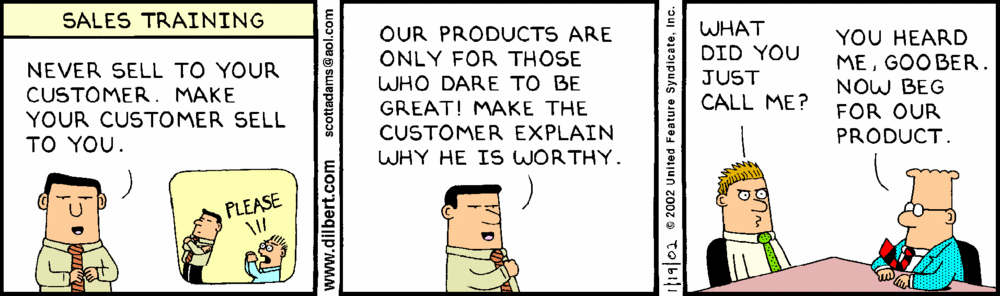 SALES TRAINING
NEVER SELL TO YOUR
CUSTOMER. MAKE
YOUR CUSTOMER SELL
TO YOU.
PLEASE
!!!
www.dilbert.com
scottadams@aol.com
OUR PRODUCTS ARE
ONLY FOR THOSE
WHO DARE TO BE
GREAT! MAKE THE
CUSTOMER EXPLAIN
WHY HE IS WORTHY.
1/19/02
© 2002 United Feature Syndicate, Inc.
WHAT
DID YOU
JUST
CALL ME?
YOU HEARD
ME, GOOBER.
NOW BEG
FOR OUR
PRODUCT.